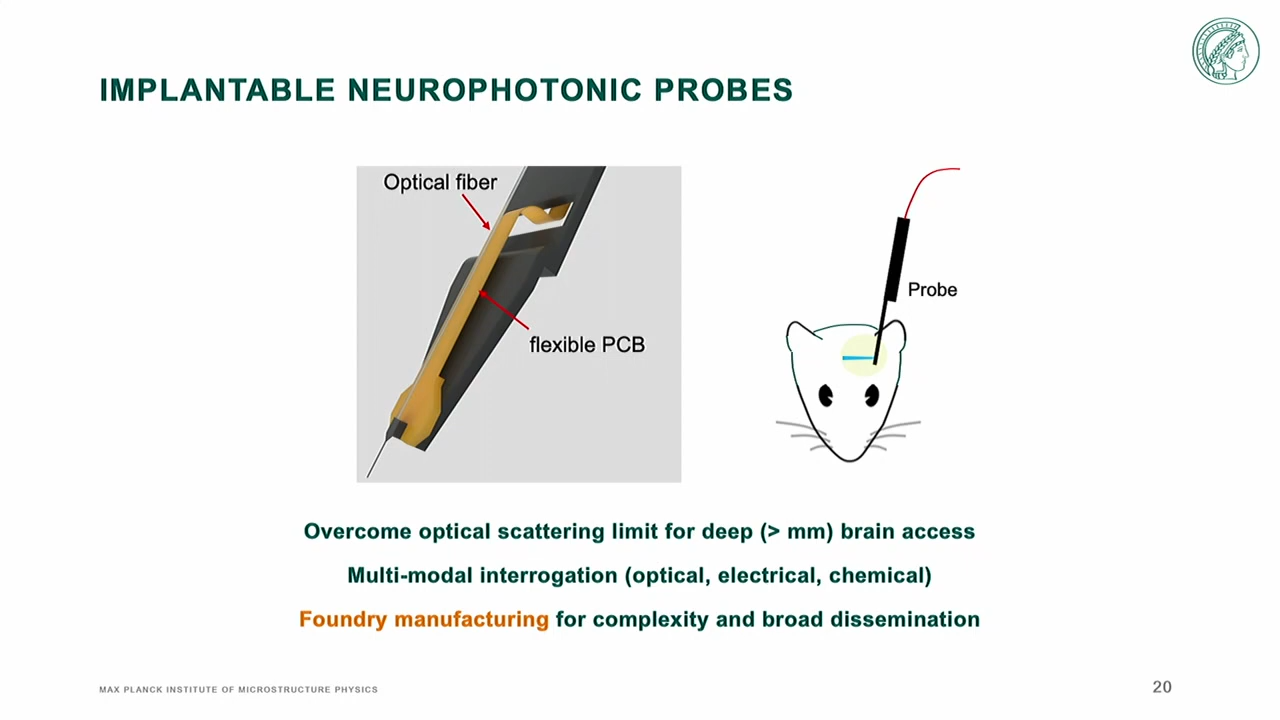 IMPLANTABLE NEUROPHOTONIC PROBES
Optical fiber
flexible PCB
Probe
Overcome optical scattering limit for deep (> mm) brain access
Multi-modal interrogation (optical, electrical, chemical)
Foundry manufacturing for complexity and broad dissemination
MAX PLANCK INSTITUTE OF MICROSTRUCTURE PHYSICS
20